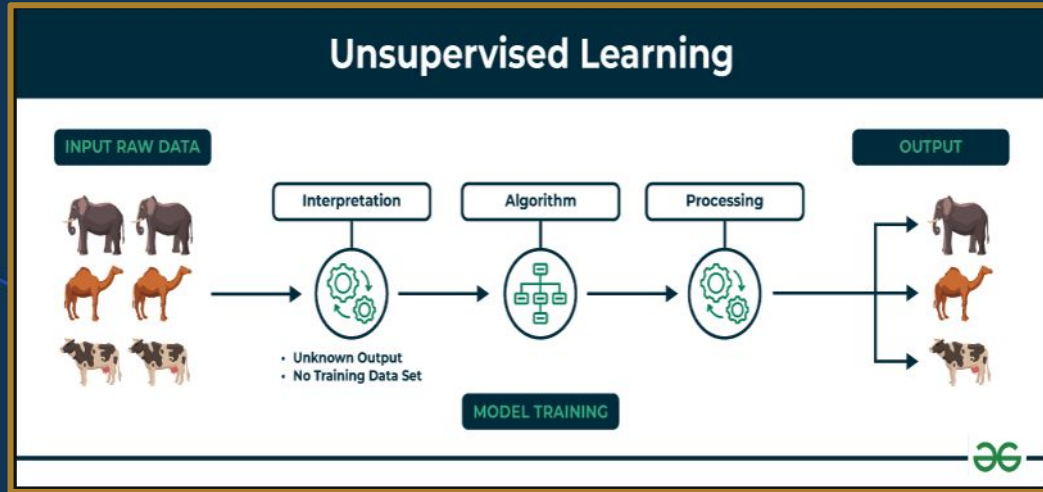 Unsupervised Learning
INPUT RAW DATA
OUTPUT
Interpretation
Algorithm
Processing
• Unknown Output
• No Training Data Set
MODEL TRAINING